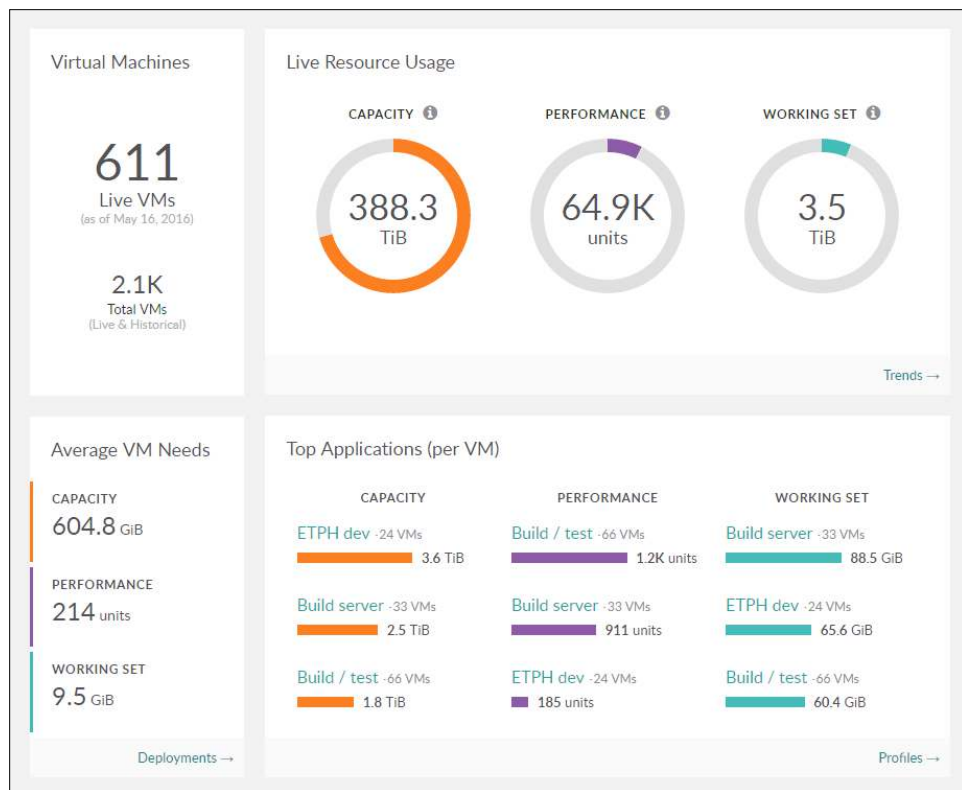 Virtual Machines
611
Live VMs
(as of May 16, 2016)
2.1K
Total VMs
(Live & Historical)
Live Resource Usage
CAPACITY
388.3
TiB
PERFORMANCE
64.9K
units
WORKING SET
3.5
TiB
Trends →
Average VM Needs
CAPACITY
604.8 GiB
PERFORMANCE
214 units
WORKING SET
9.5 GiB
Deployments →
Top Applications (per VM)
CAPACITY
ETPH dev -24 VMs
3.6 TiB
Build server -33 VMs
2.5 TiB
Build / test -66 VMs
1.8 TiB
PERFORMANCE
Build / test -66 VMs
1.2K units
Build server -33 VMs
911 units
ETPH dev -24 VMs
185 units
WORKING SET
Build server -33 VMs
88.5 GiB
ETPH dev -24 VMs
65.6 GiB
Build / test -66 VMs
60.4 GiB
Profiles →